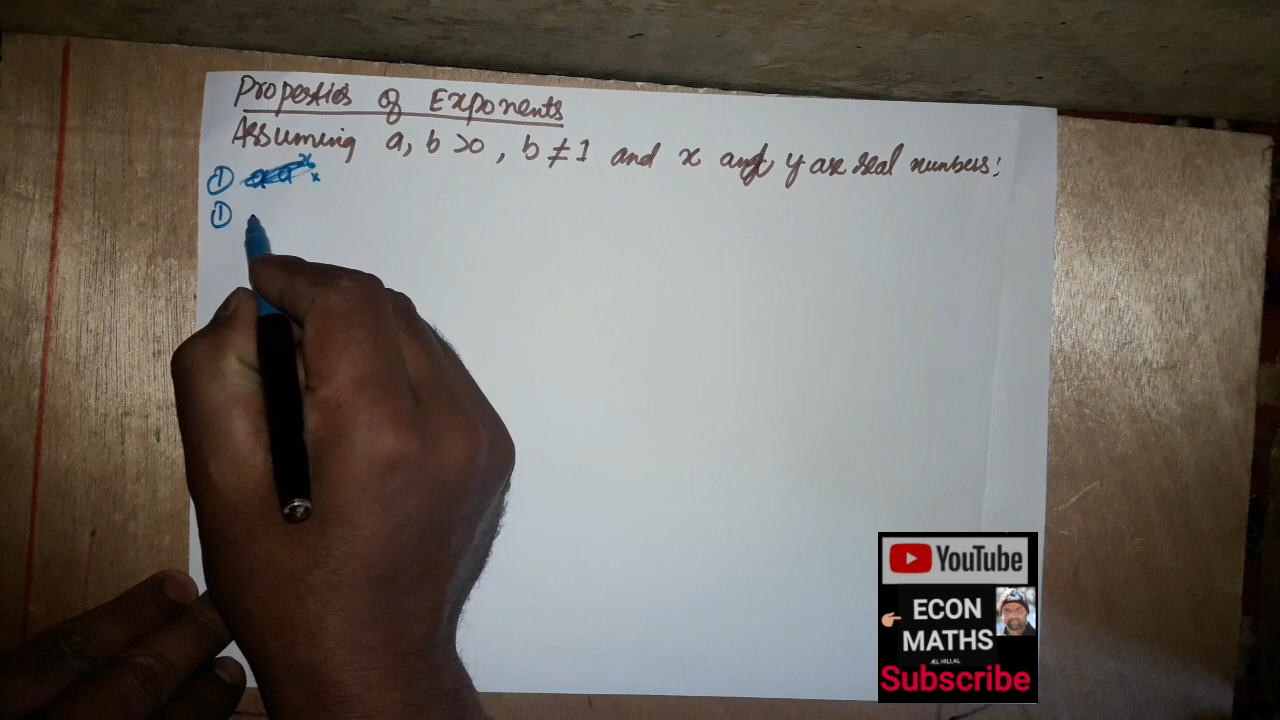 Properties of Exponents
Assuming a, b >0, b ≠ 1 and x and y are real numbers:
①
①
YouTube
ECON
MATHS
Subscribe